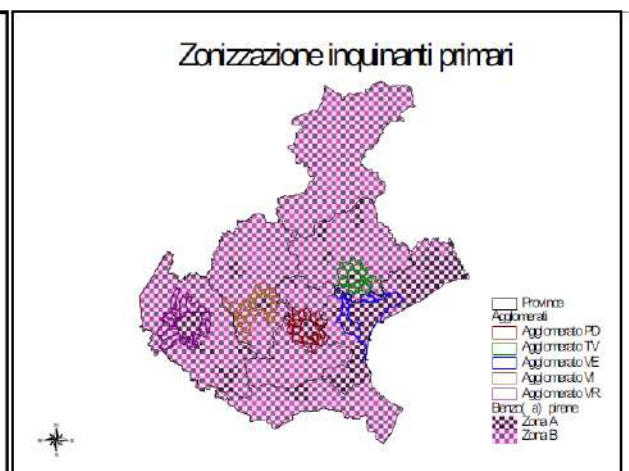 Zonizzazione inquinanti primari
Province
Agglomerati
Agglomerato PD
Agglomerato TV
Agglomerato VE
Agglomerato VI
Agglomerato VR
Benzo( a) pirene
Zona A
Zona B